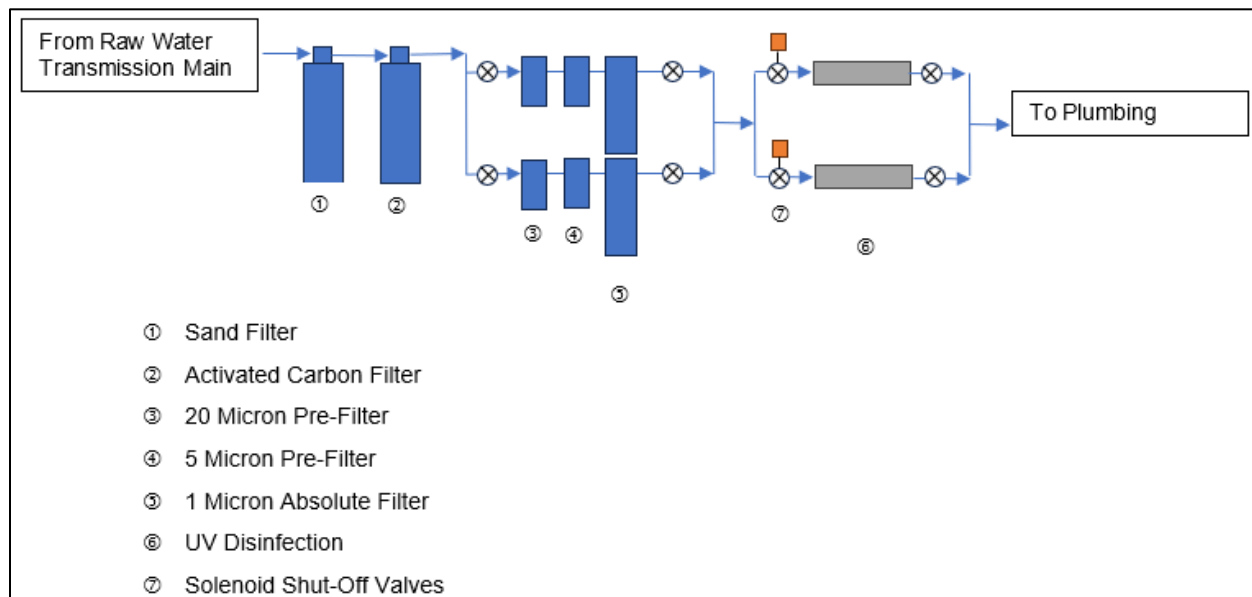 From Raw Water
Transmission Main
To Plumbing
① ②
③ ④
⑦
⑥
⑤
① Sand Filter
② Activated Carbon Filter
③ 20 Micron Pre-Filter
④ 5 Micron Pre-Filter
⑤ 1 Micron Absolute Filter
⑥ UV Disinfection
⑦ Solenoid Shut-Off Valves